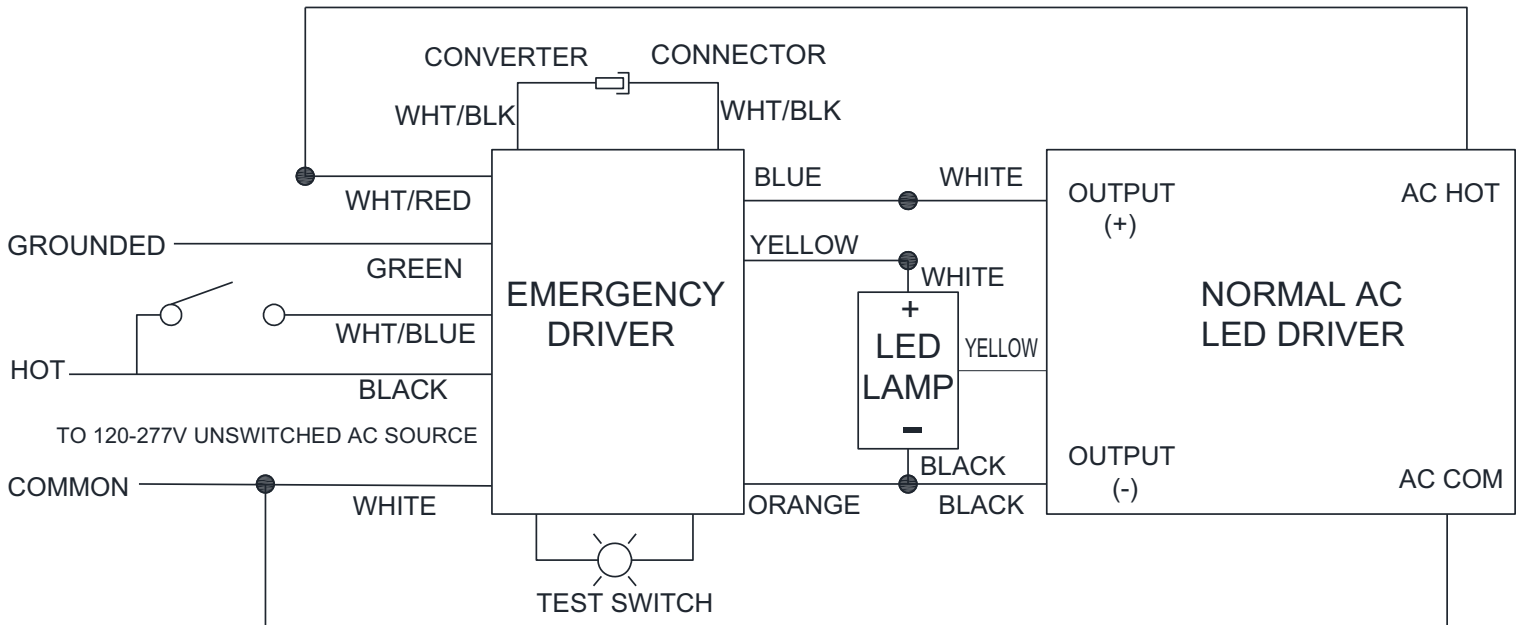 CONVERTER
CONNECTOR
WHT/BLK
WHT/BLK
WHT/RED
GROUNDED
GREEN
WHT/BLUE
HOT
BLACK
TO 120-277V UNSWITCHED AC SOURCE
COMMON
WHITE
EMERGENCY
DRIVER
TEST SWITCH
BLUE
WHITE
YELLOW
WHITE
+
LED
LAMP
-
YELLOW
BLACK
ORANGE
BLACK
OUTPUT
(+)
AC HOT
NORMAL AC
LED DRIVER
OUTPUT
(-)
AC COM